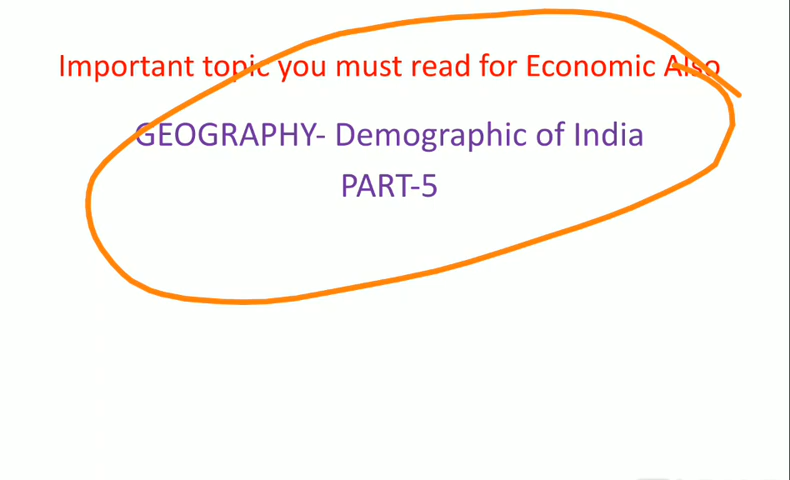 Important topic you must read for Economic Also
GEOGRAPHY- Demographic of India
PART-5